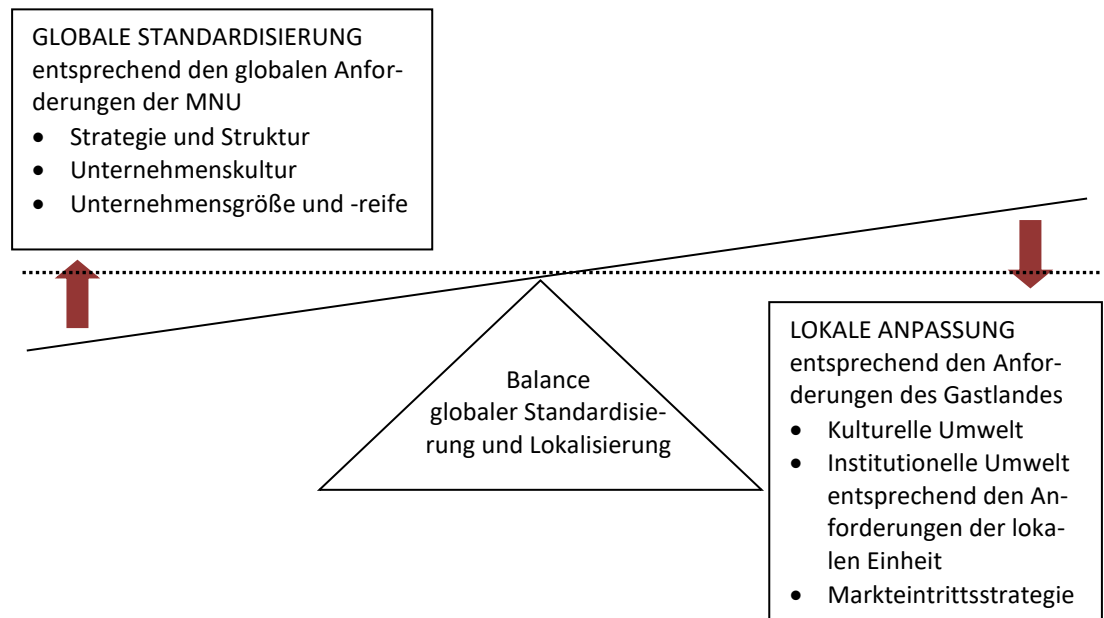 GLOBALE STANDARDISIERUNG
entsprechend den globalen Anfor-
derungen der MNU
• Strategie und Struktur
• Unternehmenskultur
• Unternehmensgröße und -reife
Balance
globaler Standardisie-
rung und Lokalisierung
LOKALE ANPASSUNG
entsprechend den Anfor-
derungen des Gastlandes
• Kulturelle Umwelt
• Institutionelle Umwelt
entsprechend den An-
forderungen der loka-
len Einheit
• Markteintrittsstrategie